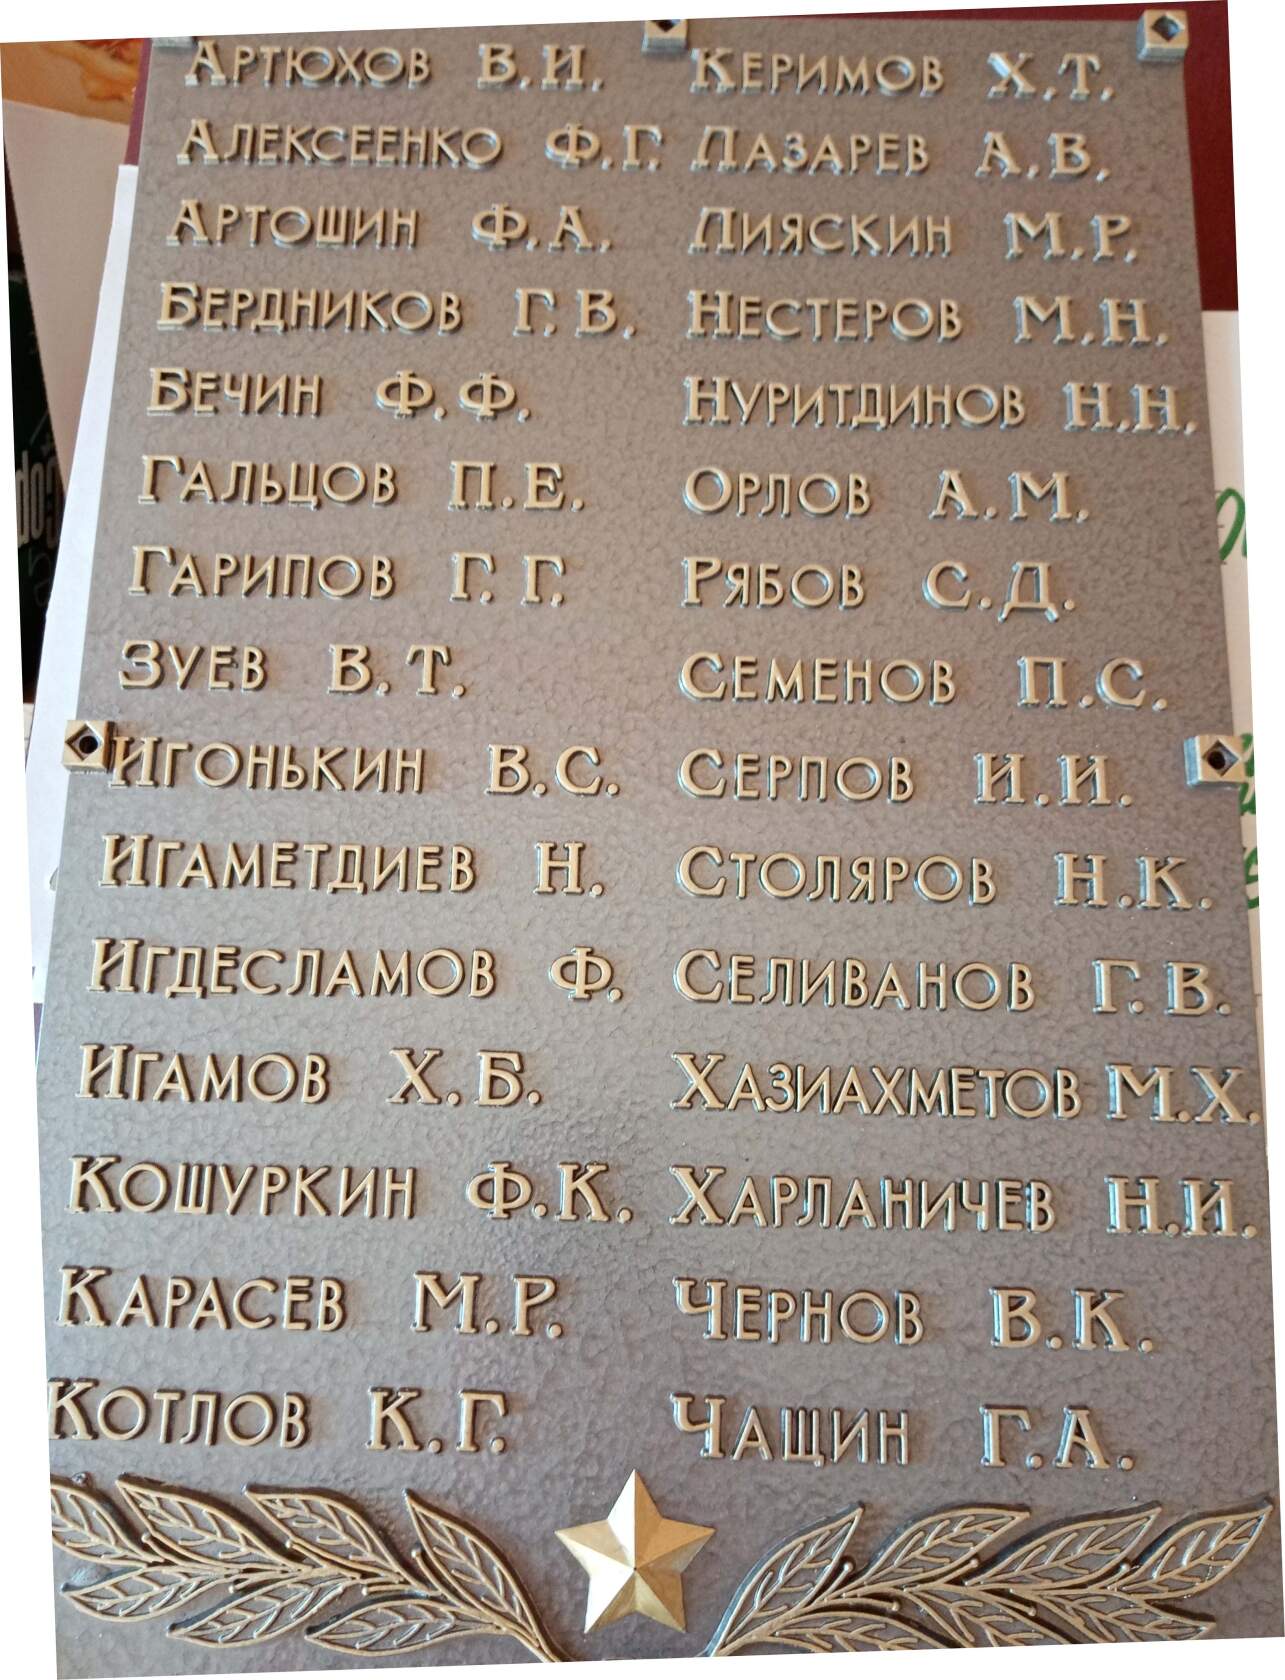 Артюхов В.И.
Алексеенко Ф.Г.
Артошин Ф.А.
Бердников Г.В.
Бечин Ф.Ф.
Гальцов П.Е.
Гарипов Г.Г.
Зуев В.Т.
Игонькин В.С.
Игаметдиев Н.
Игдесламов Ф.
Игамов Х.Б.
Кошуркин Ф.К.
Карасев М.Р.
Котлов К.Г.
Керимов Х.Т.
Лазарев А.В.
Лияскин М.Р.
Нестеров М.Н.
Нуритдинов Н.Н.
Орлов А.М.
Рябов С.Д.
Семенов П.С.
Серпов И.И.
Столяров Н.К.
Селиванов Г.В.
Хазиахметов М.Х.
Харланичев Н.И.
Чернов В.К.
Чащин Г.А.